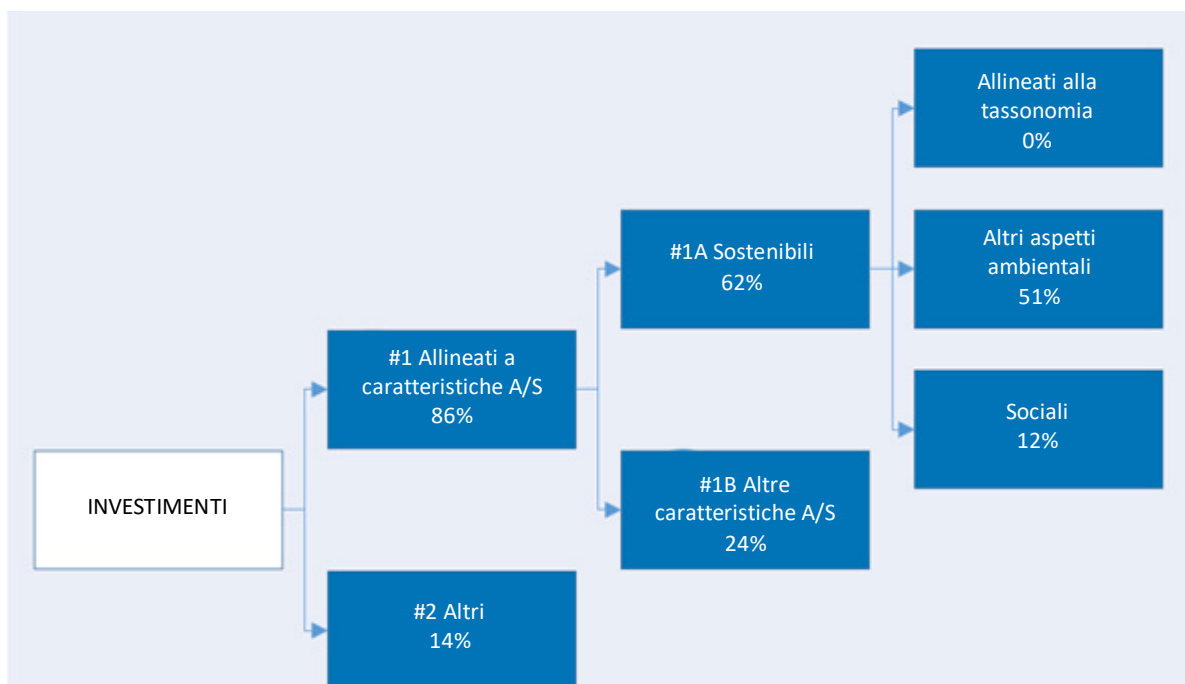 Allineati alla
tassonomia
0%
#1A Sostenibili
62%
Altri aspetti
ambientali
51%
#1 Allineati a
caratteristiche A/S
86%
Sociali
12%
INVESTIMENTI
#1B Altre
caratteristiche A/S
24%
#2 Altri
14%